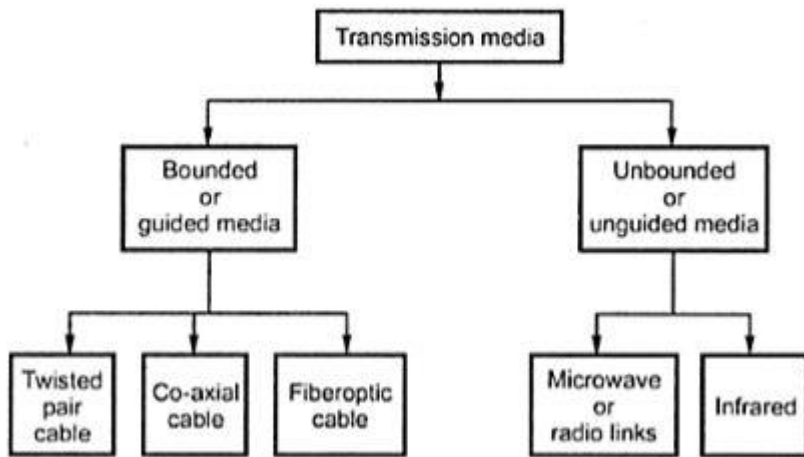 Transmission media
Bounded
or
guided media
Unbounded
or
unguided media
Twisted
pair
cable
Co-axial
cable
Fiberoptic
cable
Microwave
or
radio links
Infrared